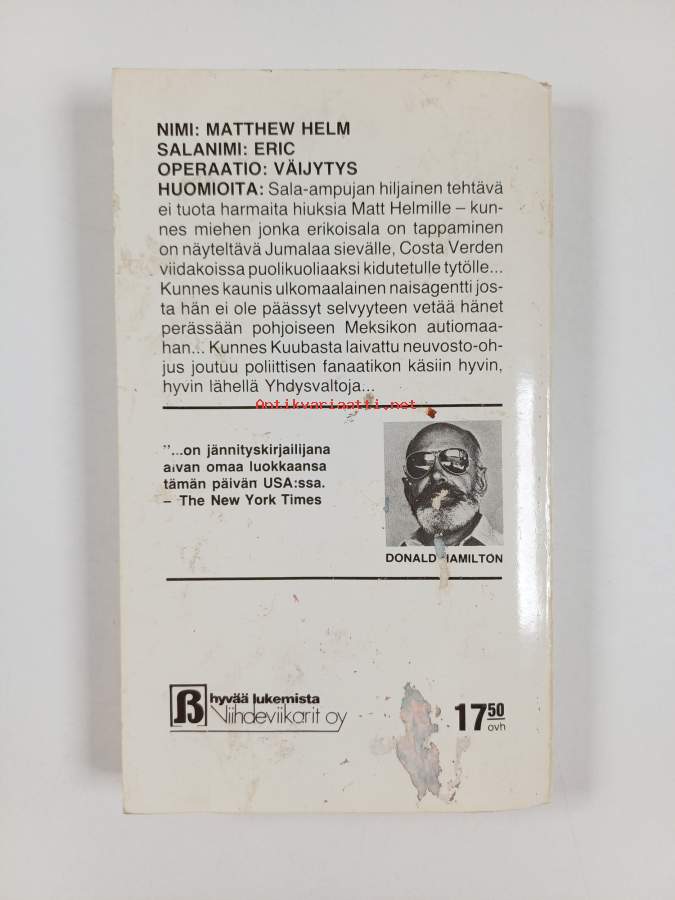 NIMI: MATTHEW HELM
SALANIMI: ERIC
OPERAATIO: VÄIJYTYS
HUOMIOITA: Sala-ampujan hiljainen tehtävä
ei tuota harmaita hiuksia Matt Helmille – kun-
nes miehen jonka erikoisala on tappaminen
on näyteltävä Jumalaa sievälle, Costa Verden
viidakoissa puolikuoliaaksi kidutetulle tytölle...
Kunnes kaunis ulkomaalainen naisagentti jos-
ta hän ei ole päässyt selvyyteen vetää hänet
perässään pohjoiseen Meksikon autiomaa-
han... Kunnes Kuubasta laivattu neuvosto-oh-
jus joutuu poliittisen fanaatikon käsiin hyvin,
hyvin lähellä Yhdysvaltoja...
Antikvariaatti.net
"...on jännityskirjailijana
aivan omaa luokkaansa
tämän päivän USA:ssa.
– The New York Times
DONALD HAMILTON
hyvää lukemista
Viihdeviikarit oy
17 50
ovh